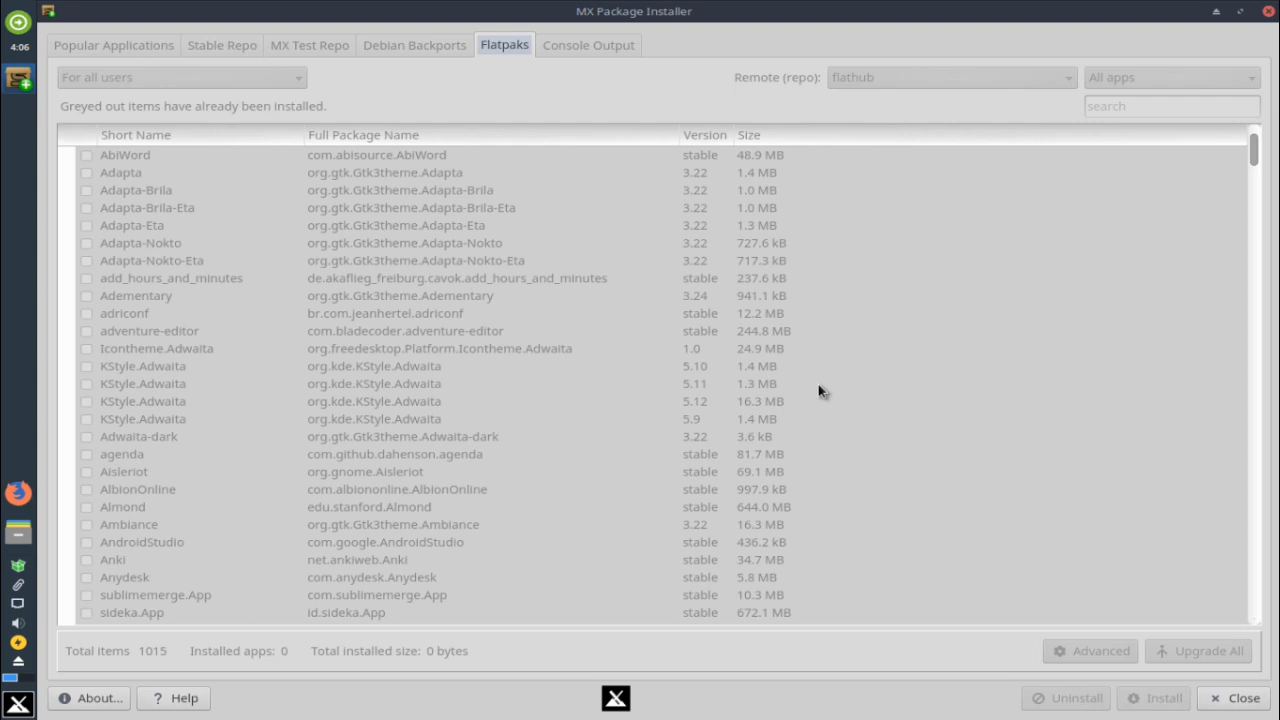 MX Package Installer
4:06
Popular Applications Stable Repo MX Test Repo Debian Backports Flatpaks Console Output
For all users Remote (repo): flathub All apps
Greyed out items have already been installed. search
Short Name Full Package Name Version Size
AbiWord com.abisource.AbiWord stable 48.9 MB
Adapta org.gtk.Gtk3theme.Adapta 3.22 1.4 MB
Adapta-Brila org.gtk.Gtk3theme.Adapta-Brila 3.22 1.0 MB
Adapta-Brila-Eta org.gtk.Gtk3theme.Adapta-Brila-Eta 3.22 1.0 MB
Adapta-Eta org.gtk.Gtk3theme.Adapta-Eta 3.22 1.3 MB
Adapta-Nokto org.gtk.Gtk3theme.Adapta-Nokto 3.22 727.6 kB
Adapta-Nokto-Eta org.gtk.Gtk3theme.Adapta-Nokto-Eta 3.22 717.3 kB
add_hours_and_minutes de.akaflieg_freiburg.cavok.add_hours_and_minutes stable 237.6 kB
Adementary org.gtk.Gtk3theme.Adementary 3.24 941.1 kB
adriconf br.com.jeanhertel.adriconf stable 12.2 MB
adventure-editor com.bladecoder.adventure-editor stable 244.8 MB
Icontheme.Adwaita org.freedesktop.Platform.Icontheme.Adwaita 1.0 24.9 MB
KStyle.Adwaita org.kde.KStyle.Adwaita 5.10 1.4 MB
KStyle.Adwaita org.kde.KStyle.Adwaita 5.11 1.3 MB
KStyle.Adwaita org.kde.KStyle.Adwaita 5.12 16.3 MB
KStyle.Adwaita org.kde.KStyle.Adwaita 5.9 1.4 MB
Adwaita-dark org.gtk.Gtk3theme.Adwaita-dark 3.22 3.6 kB
agenda com.github.dahenson.agenda stable 81.7 MB
Aisleriot org.gnome.Aisleriot stable 69.1 MB
AlbionOnline com.albiononline.AlbionOnline stable 997.9 kB
Almond edu.stanford.Almond stable 644.0 MB
Ambiance org.gtk.Gtk3theme.Ambiance 3.22 16.3 MB
AndroidStudio com.google.AndroidStudio stable 436.2 kB
Anki net.ankiweb.Anki stable 34.7 MB
Anydesk com.anydesk.Anydesk stable 5.8 MB
sublimemerge.App com.sublimemerge.App stable 10.3 MB
sideka.App id.sideka.App stable 672.1 MB
Total items 1015 Installed apps: 0 Total installed size: 0 bytes Advanced Upgrade All
About... Help Uninstall Install Close